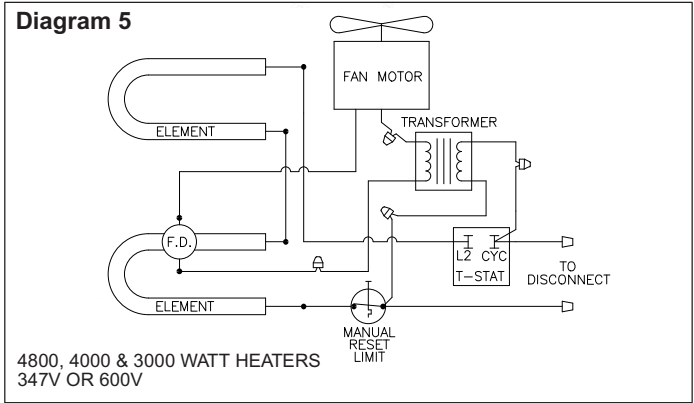 Diagram 5
FAN MOTOR
TRANSFORMER
ELEMENT
F.D.
L2 CYC
T-STAT
TO
DISCONNECT
ELEMENT
MANUAL
RESET
LIMIT
4800, 4000 & 3000 WATT HEATERS
347V OR 600V